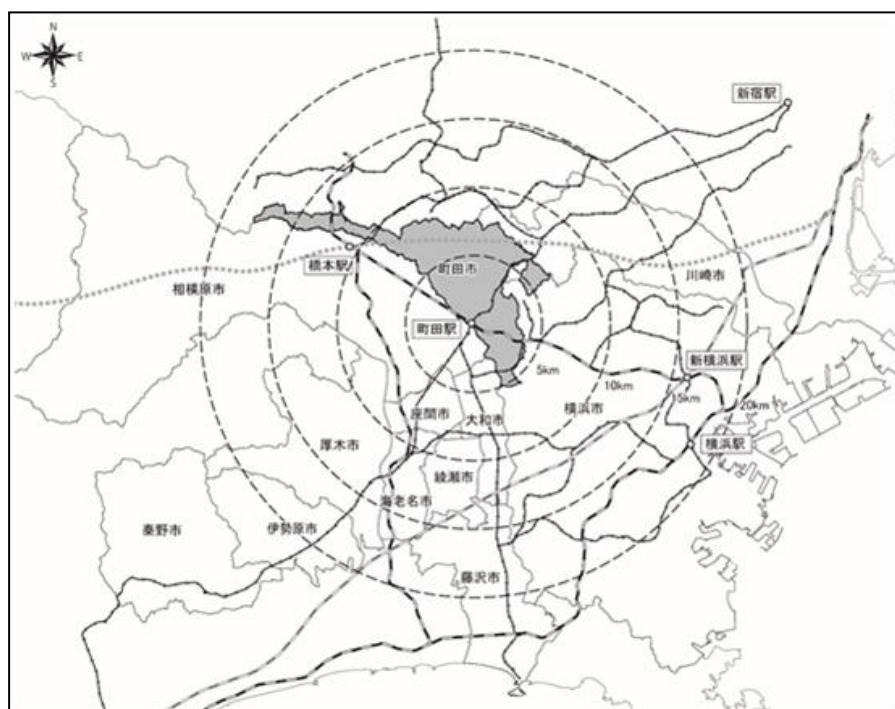 N
W E
S
新宿駅
橋本駅
町田市
川崎市
相模原市
町田駅
新横浜駅
5km
10km
15km
20km
座間市
大和市
横浜市
横浜駅
厚木市
綾瀬市
海老名市
秦野市
伊勢原市
藤沢市